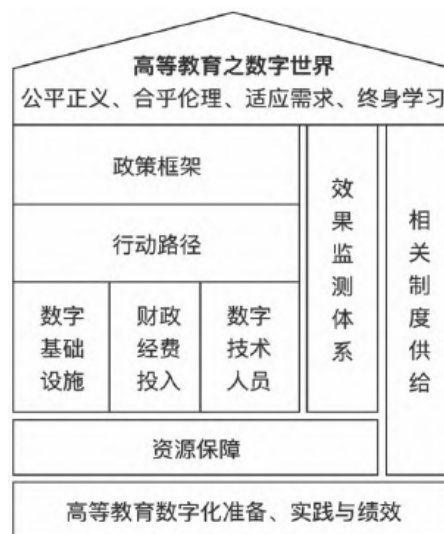 高等教育之数字世界
公平正义、合乎伦理、适应需求、终身学习
政策框架
行动路径
数字
基础
设施
财政
经费
投入
数字
技术
人员
效
果
监
测
体
系
相
关
制
度
供
给
资源保障
高等教育数字化准备、实践与绩效